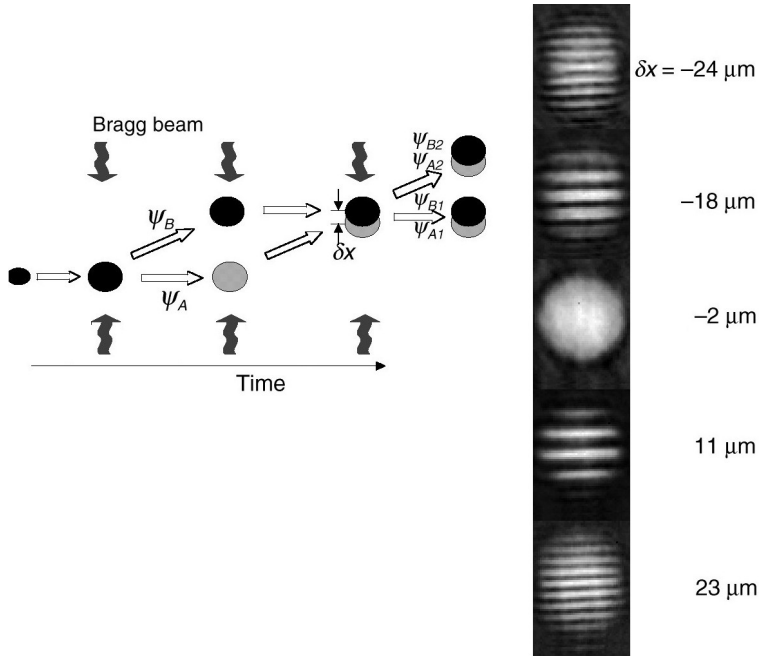 Bragg beam
ψB2
ψA2
ψB
ψB1
ψA1
δx
ψA
Time
δx = −24 μm
−18 μm
−2 μm
11 μm
23 μm